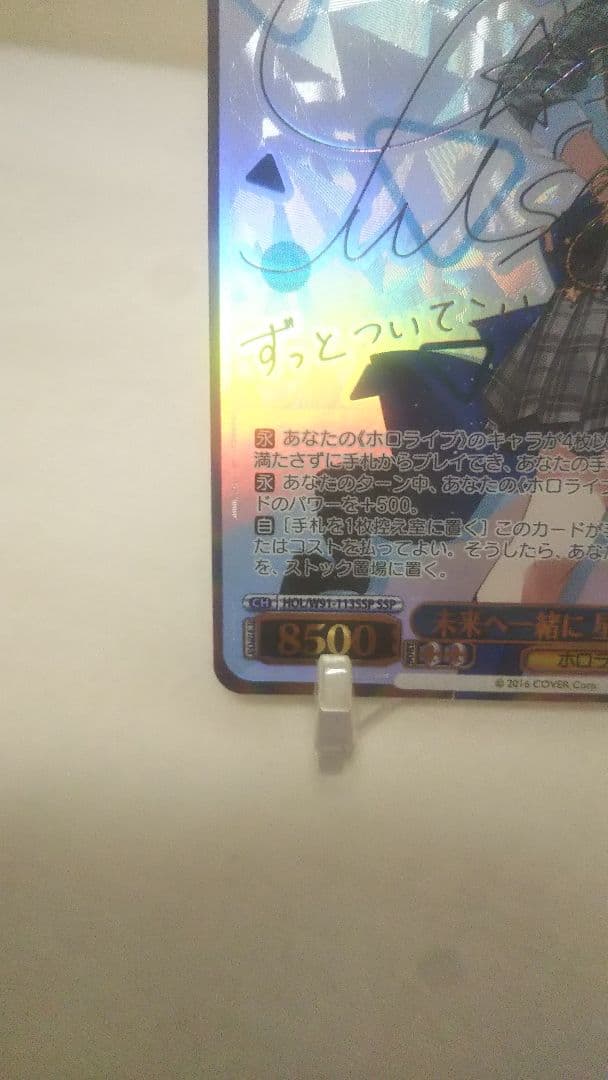 ずっとついてこい
永 あなたの《ホロライブ》のキャラが4枚以
満たさずに手札からプレイでき、あなたの手
永 あなたのターン中、あなたの《ホロライ
ドのパワーを+500。
自 [手札を1枚控え室に置く] このカードが
たはコストを払ってよい。そうしたら、あな
を、ストック置場に置く。
CH HOL/W91-113SSP SSP
8500
未来へ一緒に 星
ホロラ
© 2016 COVER Corp.